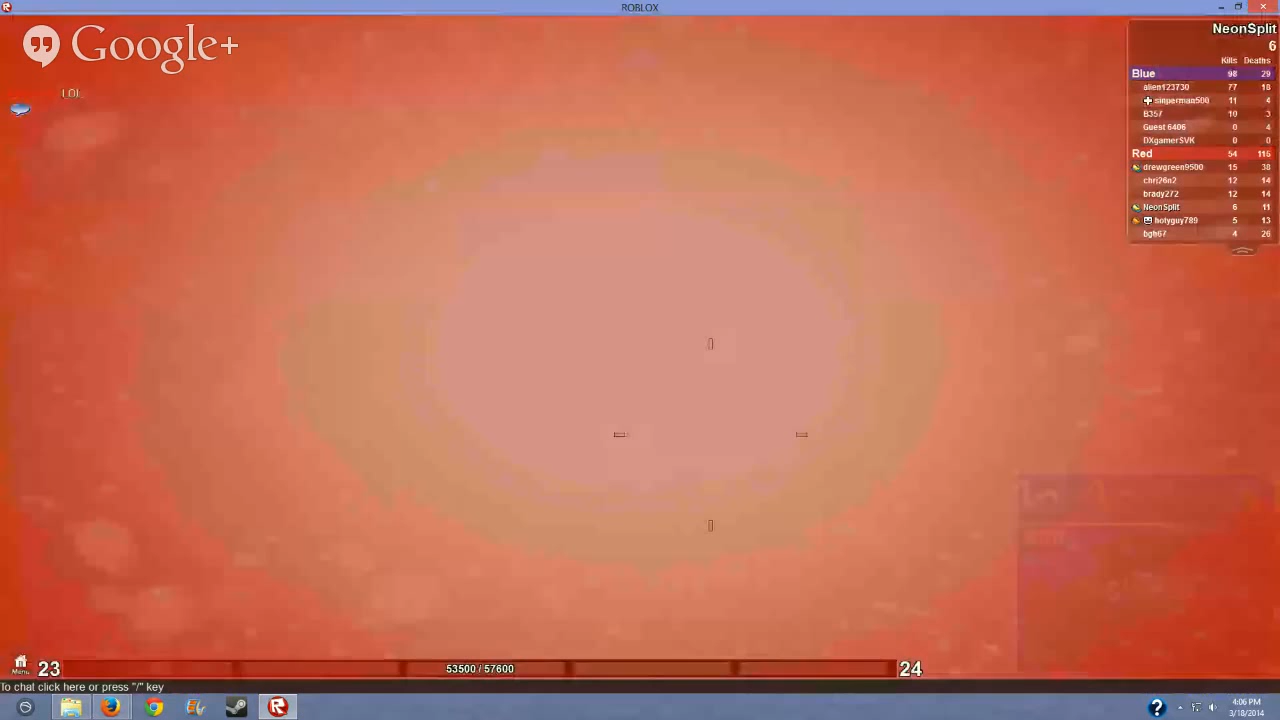 ROBLOX
Google+
LOL
NeonSplit
6
Kills Deaths
Blue 98 29
alien123730 77 18
sinperman500 11 4
B357 10 3
Guest 6406 0 4
DXgamerSVK 0 0
Red 54 116
drewgreen9500 15 38
chri26n2 12 14
brady272 12 14
NeonSplit 6 11
hotyguy789 5 13
bgh67 4 26
Menu
23
53500 / 57600
24
To chat click here or press "/" key
4:06 PM
3/18/2014